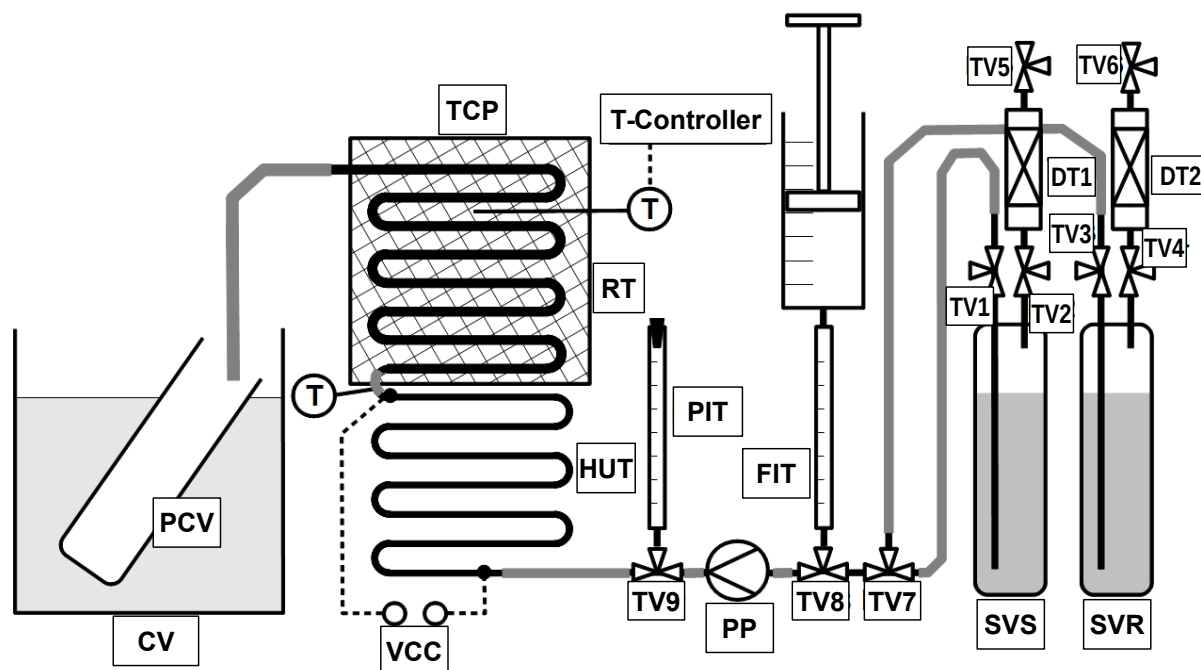 TV5
TV6
TCP
T-Controller
DT1
DT2
T
TV3
TV4
RT
TV1
TV2
PIT
T
HUT
FIT
PCV
TV9
TV8
TV7
PP
SVS
SVR
CV
VCC